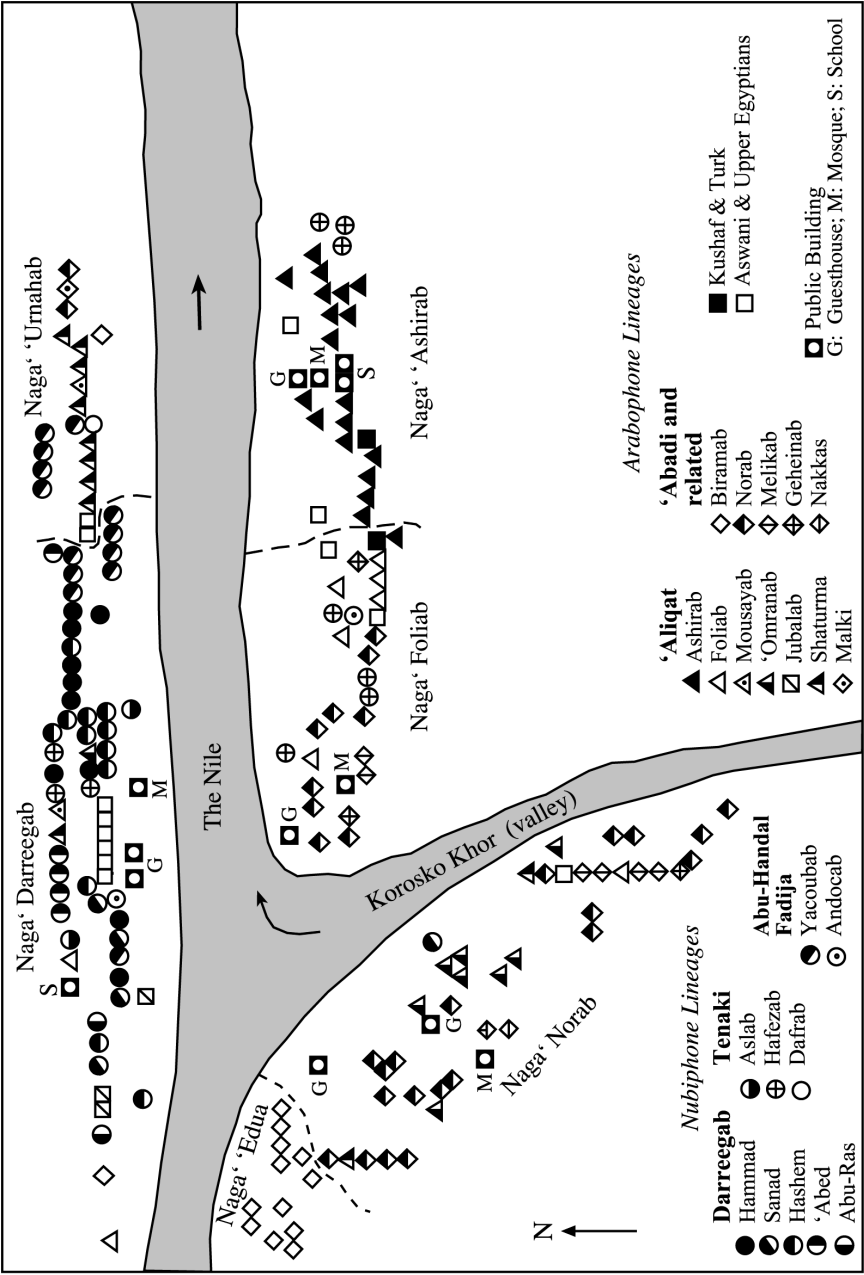 Naga‘ Darreegab
Naga‘ ‘Urnahab
S
M
G
The Nile
G
M
S
Naga‘ ‘Ashirab
G
M
Naga‘ Foliab
Korosko Khor (valley)
G
Naga‘ ‘Edua
G
M
Naga‘ Norab
N
Nubiphone Lineages
Darreegab
Hammad
Sanad
Hashem
‘Abed
Abu-Ras
Tenaki
Aslab
Hafezab
Dafrab
Abu-Handal
Fadija
Yacoubab
Andocab
Arabophone Lineages
‘Aliqat
Ashirab
Foliab
Mousayab
‘Omranab
Jubalab
Shaturma
Malki
‘Abadi and
related
Biramab
Norab
Melikab
Geheinab
Nakkas
Kushaf & Turk
Aswani & Upper Egyptians
Public Building
G: Guesthouse; M: Mosque; S: School